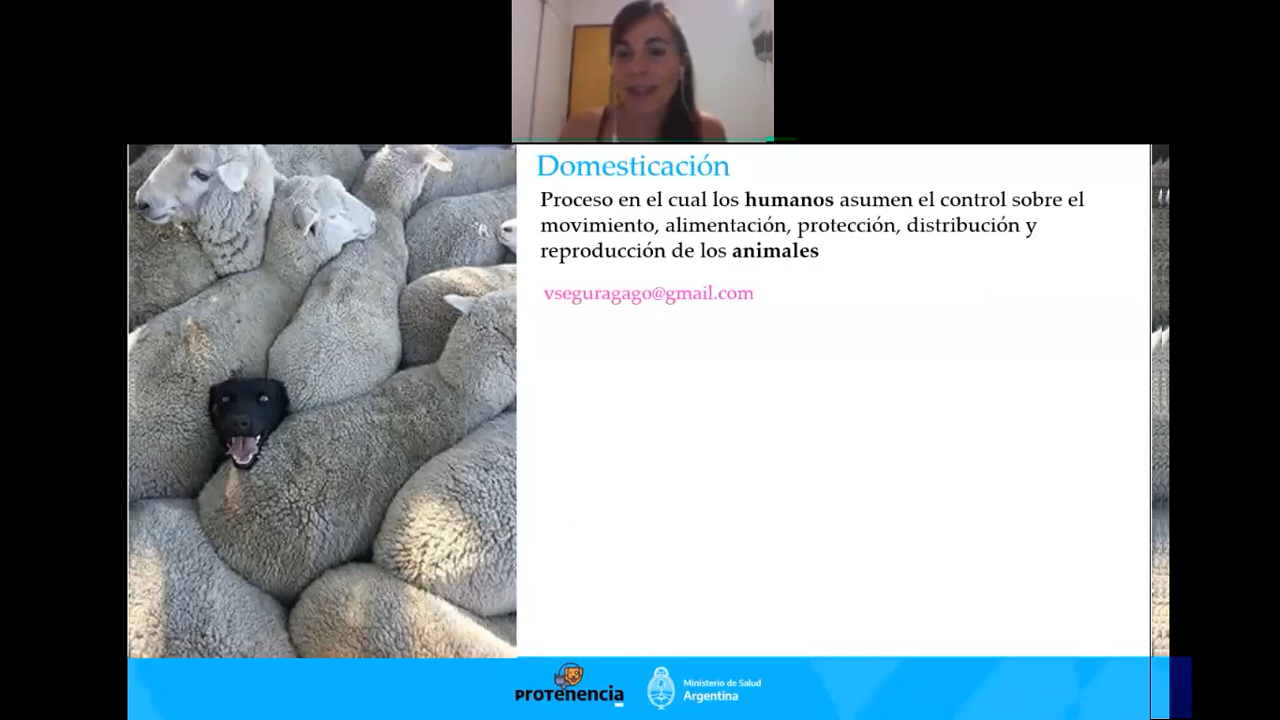 Domesticación
Proceso en el cual los humanos asumen el control sobre el
movimiento, alimentación, protección, distribución y
reproducción de los animales
vseguragago@gmail.com
PROTENENCIA
Ministerio de Salud
Argentina